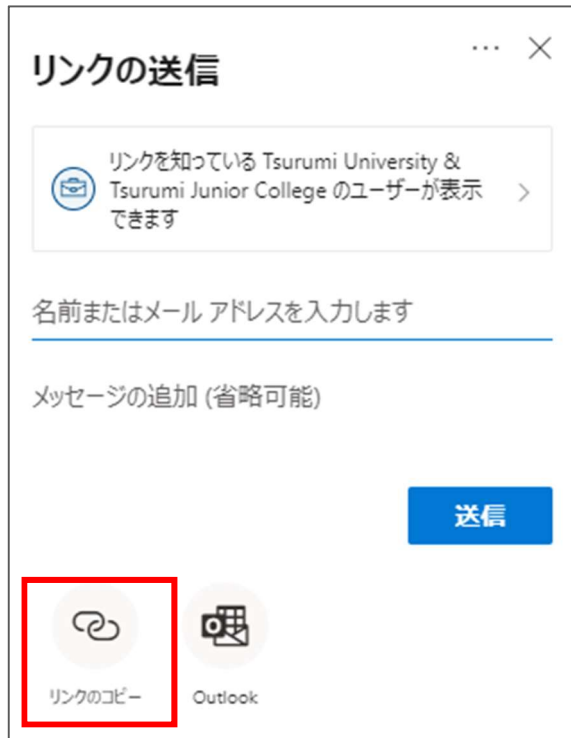 リンクの送信
リンクを知っている Tsurumi University &
Tsurumi Junior College のユーザーが表示
できます
名前またはメール アドレスを入力します
メッセージの追加 (省略可能)
送信
リンクのコピー
Outlook